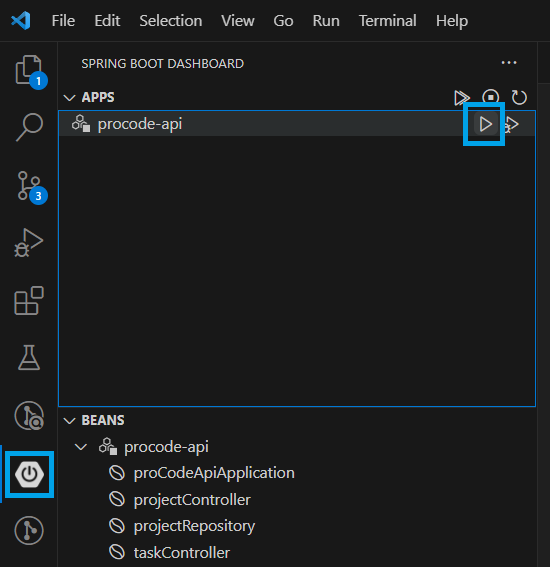 File Edit Selection View Go Run Terminal Help
SPRING BOOT DASHBOARD
1
APPS
procode-api
3
BEANS
procode-api
proCodeApiApplication
projectController
projectRepository
taskController